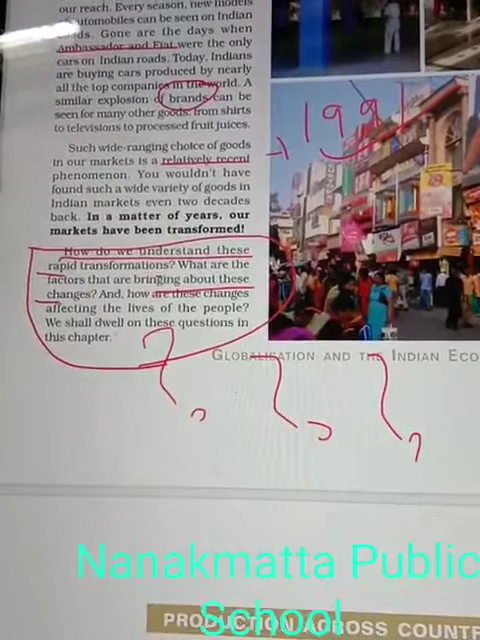 our reach. Every season, new models
automobiles can be seen on Indian
Gone are the days when
Ambassador and Fiat were the only
cars on Indian roads. Today, Indians
are buying cars produced by nearly
all the top companies in the world. A
similar explosion of brands can be
seen for many other goods: from shirts
to televisions to processed fruit juices.
Such wide-ranging choice of goods
in our markets is a relatively recent
phenomenon. You wouldn't have
found such a wide variety of goods in
Indian markets even two decades
back. In a matter of years, our
markets have been transformed!
How do we understand these
rapid transformations? What are the
factors that are bringing about these
changes? And, how are these changes
affecting the lives of the people?
We shall dwell on these questions in
this chapter.
1991
GLOBALISATION AND THE INDIAN ECO
Nanakmatta Public
School
PRODUCTION ACROSS COUNTR